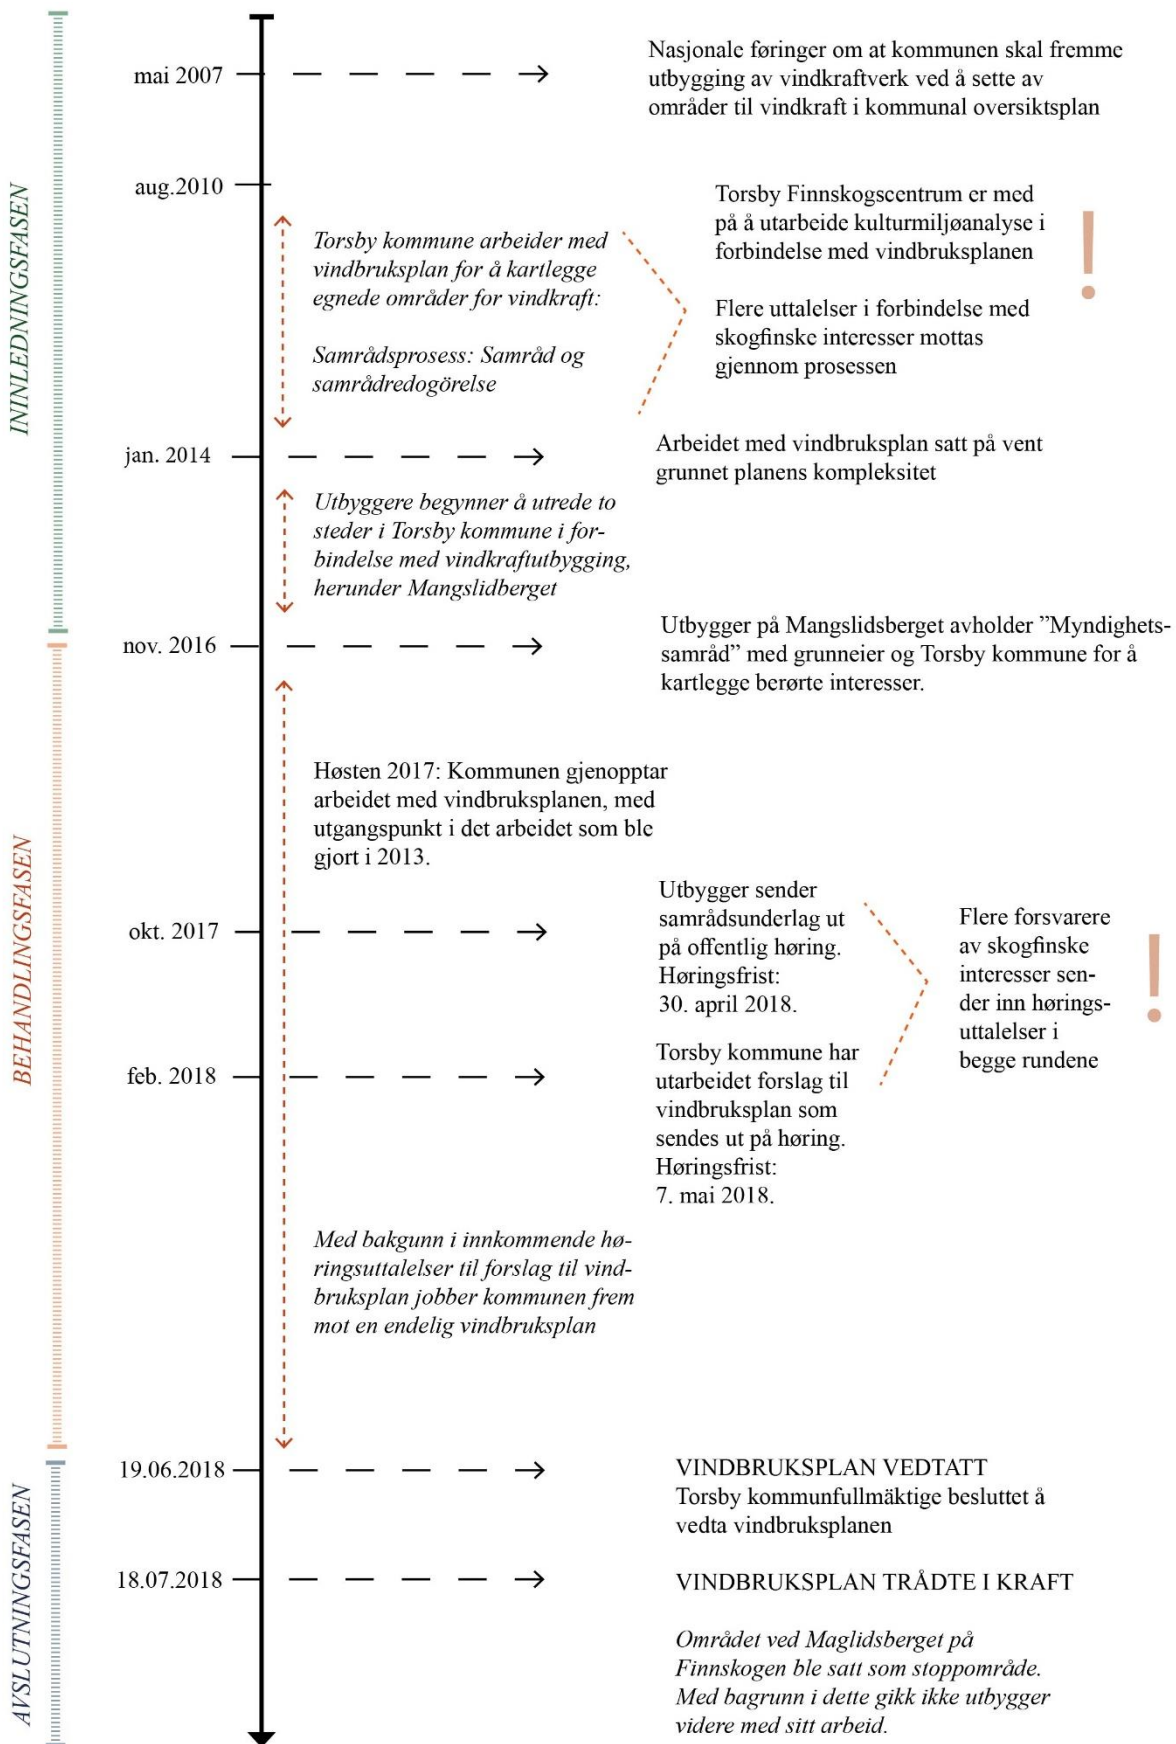 ININLEDNINGSFASEN
mai 2007
Nasjonale føringer om at kommunen skal fremme
utbygging av vindkraftverk ved å sette av
områder til vindkraft i kommunal oversiktsplan
aug.2010
Torsby kommune arbeider med
vindbruksplan for å kartlegge
egnede områder for vindkraft:
Samrådsprosess: Samråd og
samrådredogörelse
Torsby Finnskogscentrum er med
på å utarbeide kulturmiljøanalyse i
forbindelse med vindbruksplanen
Flere uttalelser i forbindelse med
skogfinske interesser mottas
gjennom prosessen
!
jan. 2014
Arbeidet med vindbruksplan satt på vent
grunnet planens kompleksitet
Utbyggere begynner å utrede to
steder i Torsby kommune i for-
bindelse med vindkraftutbygging,
herunder Mangslidberget
BEHANDLINGSFASEN
nov. 2016
Utbygger på Mangslidsberget avholder ”Myndighets-
samråd” med grunneier og Torsby kommune for å
kartlegge berørte interesser.
Høsten 2017: Kommunen gjenopptar
arbeidet med vindbruksplanen, med
utgangspunkt i det arbeidet som ble
gjort i 2013.
okt. 2017
Utbygger sender
samrådsunderlag ut
på offentlig høring.
Høringsfrist:
30. april 2018.
feb. 2018
Torsby kommune har
utarbeidet forslag til
vindbruksplan som
sendes ut på høring.
Høringsfrist:
7. mai 2018.
Flere forsvarere
av skogfinske
interesser sen-
der inn hørings-
uttalelser i
begge rundene
!
Med bakgunn i innkommende hø-
ringsuttalelser til forslag til vind-
bruksplan jobber kommunen frem
mot en endelig vindbruksplan
AVSLUTNINGSFASEN
19.06.2018
VINDBRUKSPLAN VEDTATT
Torsby kommunfullmäktige besluttet å
vedta vindbruksplanen
18.07.2018
VINDBRUKSPLAN TRÅDTE I KRAFT
Området ved Maglidsberget på
Finnskogen ble satt som stoppområde.
Med bagrunn i dette gikk ikke utbygger
videre med sitt arbeid.